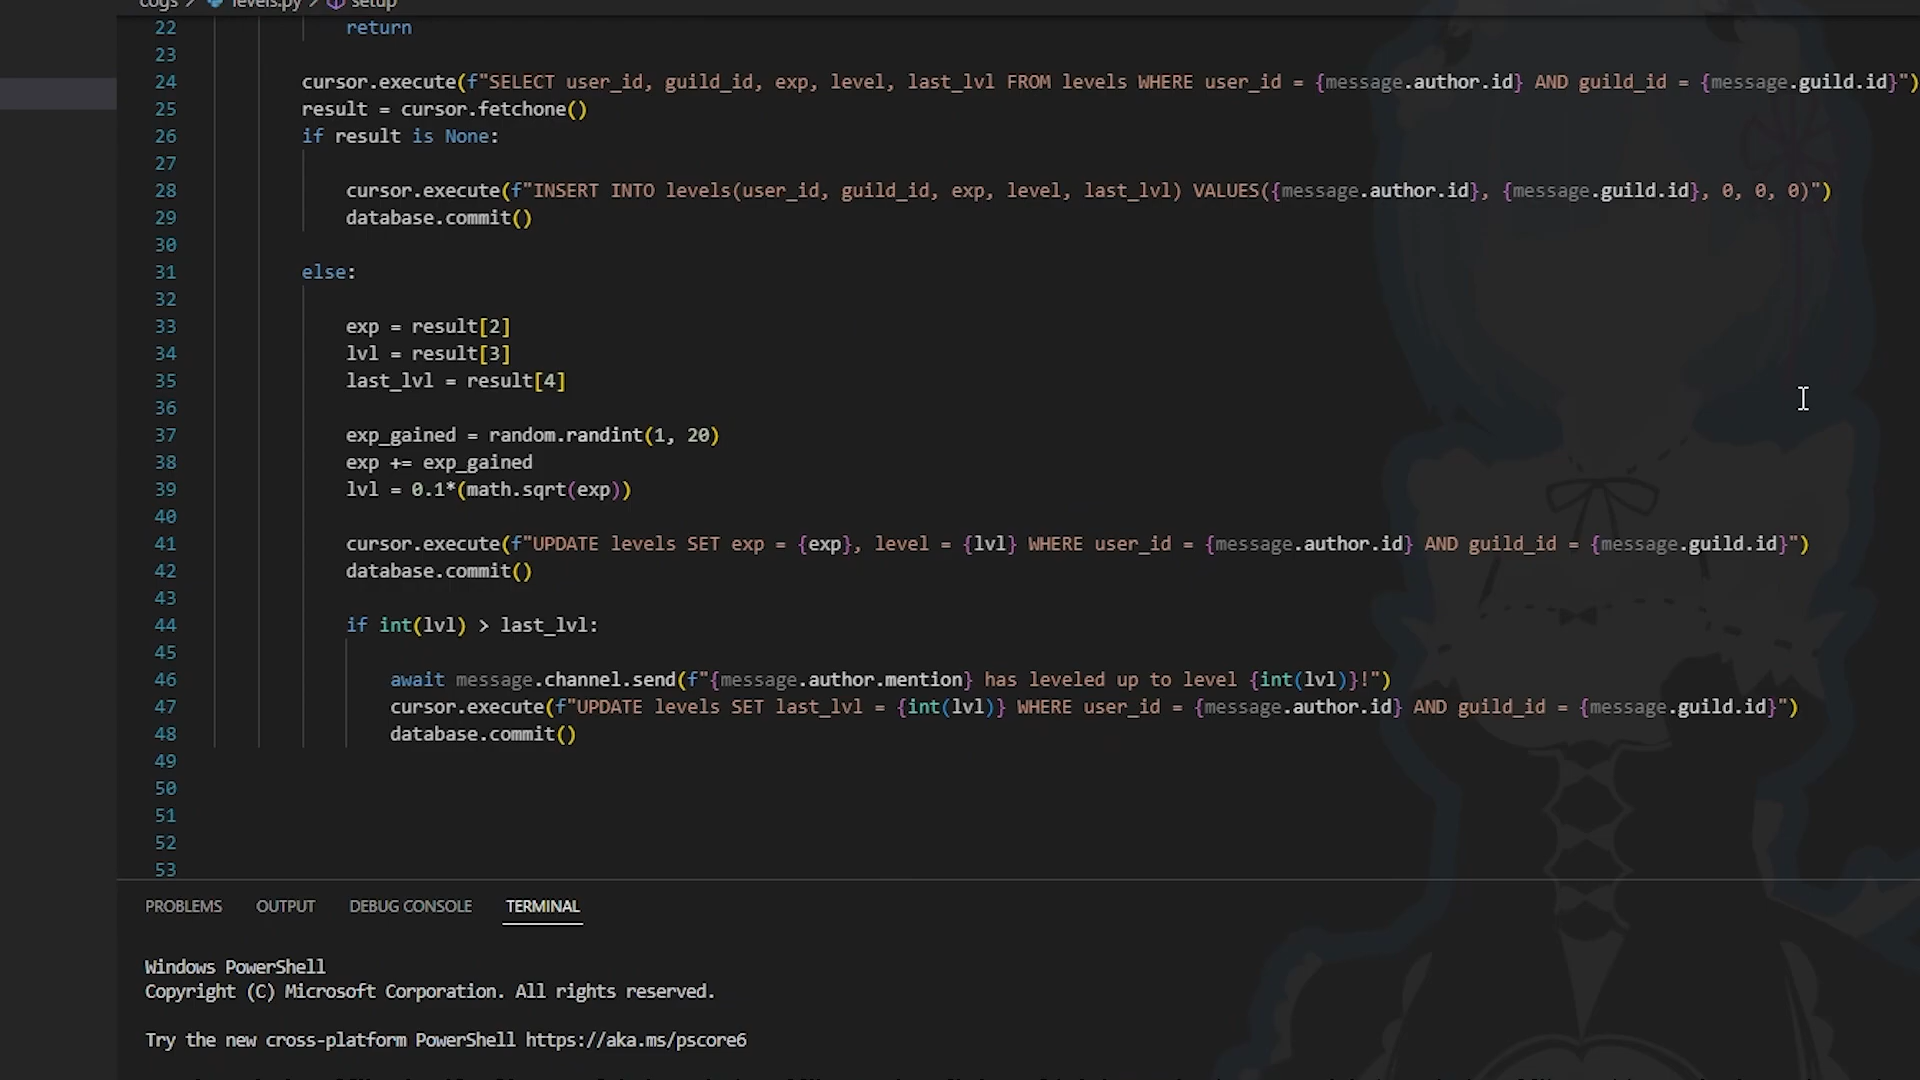 cogs > levels.py > setup
22 return
23
24 cursor.execute(f"SELECT user_id, guild_id, exp, level, last_lvl FROM levels WHERE user_id = {message.author.id} AND guild_id = {message.guild.id}")
25 result = cursor.fetchone()
26 if result is None:
27
28 cursor.execute(f"INSERT INTO levels(user_id, guild_id, exp, level, last_lvl) VALUES({message.author.id}, {message.guild.id}, 0, 0, 0)")
29 database.commit()
30
31 else:
32
33 exp = result[2]
34 lvl = result[3]
35 last_lvl = result[4]
36
37 exp_gained = random.randint(1, 20)
38 exp += exp_gained
39 lvl = 0.1*(math.sqrt(exp))
40
41 cursor.execute(f"UPDATE levels SET exp = {exp}, level = {lvl} WHERE user_id = {message.author.id} AND guild_id = {message.guild.id}")
42 database.commit()
43
44 if int(lvl) > last_lvl:
45
46 await message.channel.send(f"{message.author.mention} has leveled up to level {int(lvl)}!")
47 cursor.execute(f"UPDATE levels SET last_lvl = {int(lvl)} WHERE user_id = {message.author.id} AND guild_id = {message.guild.id}")
48 database.commit()
49
50
51
52
53
PROBLEMS OUTPUT DEBUG CONSOLE TERMINAL
Windows PowerShell
Copyright (C) Microsoft Corporation. All rights reserved.
Try the new cross-platform PowerShell https://aka.ms/pscore6